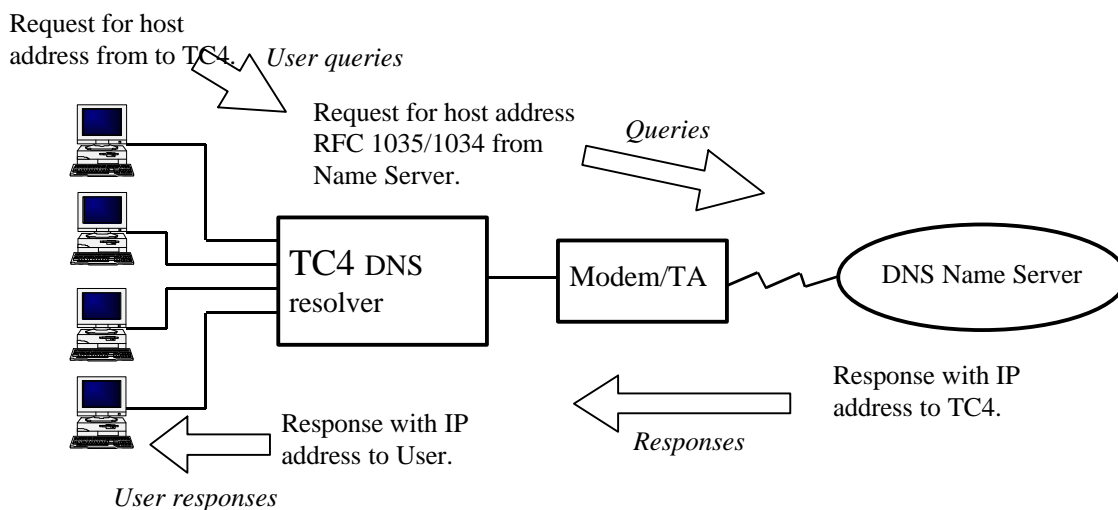 Request for host
address from to TC4.
User queries
Request for host address
RFC 1035/1034 from
Name Server.
Queries
TC4 DNS
resolver
Modem/TA
DNS Name Server
Response with IP
address to TC4.
Responses
Response with IP
address to User.
User responses